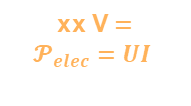 xx V =
𝒫elec = UI